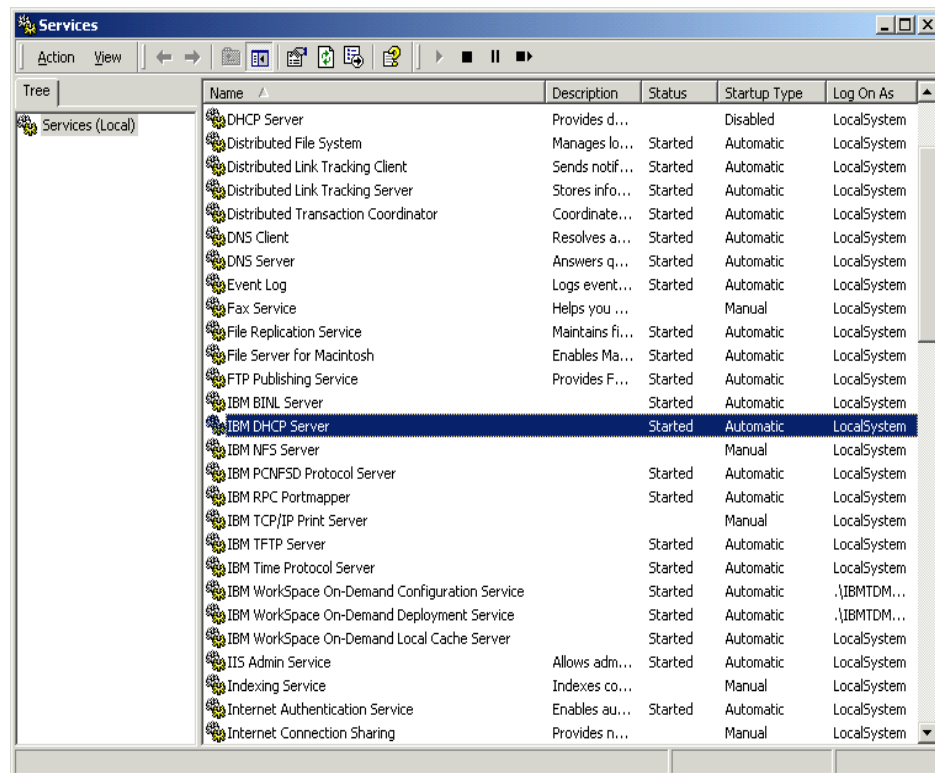 Services
Action View
Tree
Services (Local)
Name Description Status Startup Type Log On As
DHCP Server Provides d... Disabled LocalSystem
Distributed File System Manages lo... Started Automatic LocalSystem
Distributed Link Tracking Client Sends notif... Started Automatic LocalSystem
Distributed Link Tracking Server Stores info... Started Automatic LocalSystem
Distributed Transaction Coordinator Coordinate... Started Automatic LocalSystem
DNS Client Resolves a... Started Automatic LocalSystem
DNS Server Answers q... Started Automatic LocalSystem
Event Log Logs event... Started Automatic LocalSystem
Fax Service Helps you ... Manual LocalSystem
File Replication Service Maintains fi... Started Automatic LocalSystem
File Server for Macintosh Enables Ma... Started Automatic LocalSystem
FTP Publishing Service Provides F... Started Automatic LocalSystem
IBM BINL Server Started Automatic LocalSystem
IBM DHCP Server Started Automatic LocalSystem
IBM NFS Server Manual LocalSystem
IBM PCNFSD Protocol Server Started Automatic LocalSystem
IBM RPC Portmapper Started Automatic LocalSystem
IBM TCP/IP Print Server Manual LocalSystem
IBM TFTP Server Started Automatic LocalSystem
IBM Time Protocol Server Started Automatic LocalSystem
IBM WorkSpace On-Demand Configuration Service Started Automatic .\IBMTDM...
IBM WorkSpace On-Demand Deployment Service Started Automatic .\IBMTDM...
IBM WorkSpace On-Demand Local Cache Server Started Automatic LocalSystem
IIS Admin Service Allows adm... Started Automatic LocalSystem
Indexing Service Indexes co... Manual LocalSystem
Internet Authentication Service Enables au... Started Automatic LocalSystem
Internet Connection Sharing Provides n... Manual LocalSystem